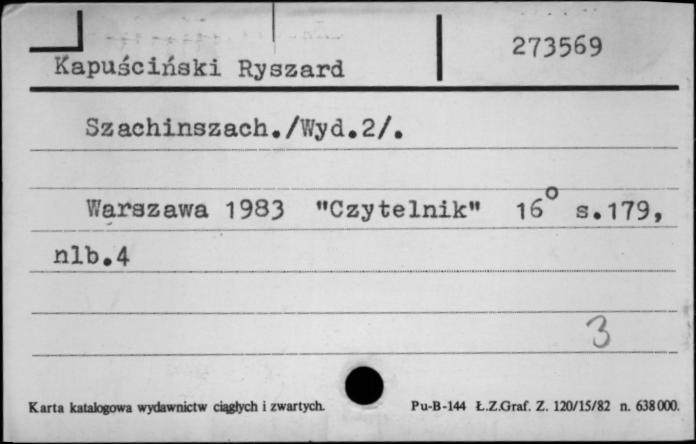 273569
Kapuściński Ryszard
Szachinszach./Wyd.2/.
Warszawa 1983 "Czytelnik" 16° s.179,
nlb.4
3
Karta katalogowa wydawnictw ciągłych i zwartych. Pu-B-144 Ł.Z.Graf. Z. 120/15/82 n. 638000.